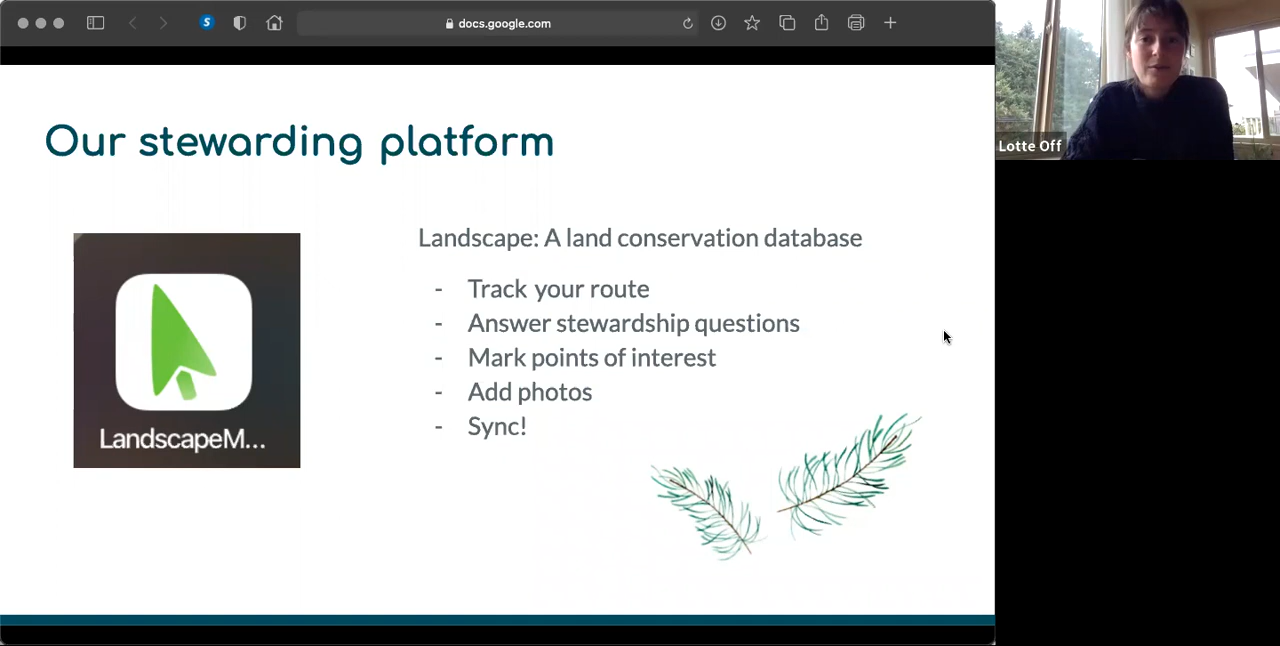 docs.google.com
Our stewarding platform
Landscape: A land conservation database
- Track your route
- Answer stewardship questions
- Mark points of interest
- Add photos
- Sync!
LandscapeM...
Lotte Off